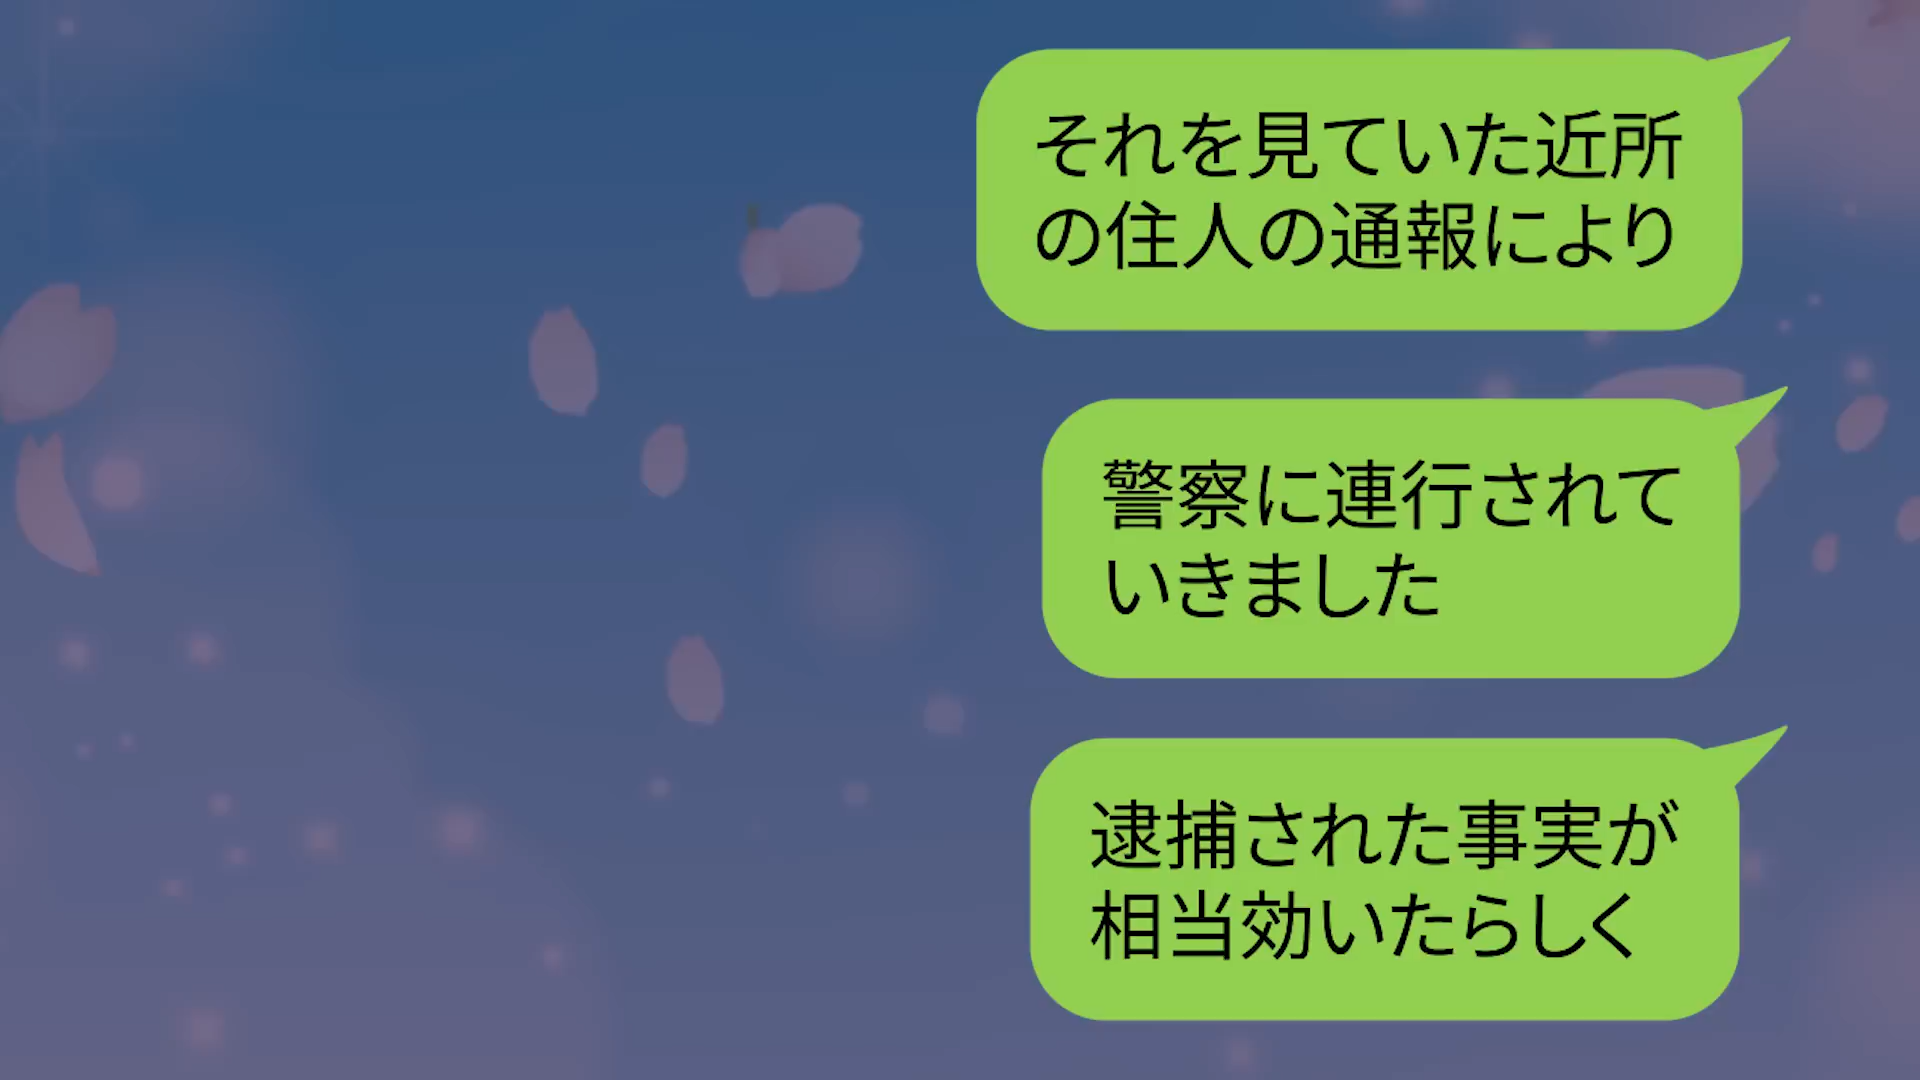 それを見ていた近所
の住人の通報により
警察に連行されて
いきました
逮捕された事実が
相当効いたらしく